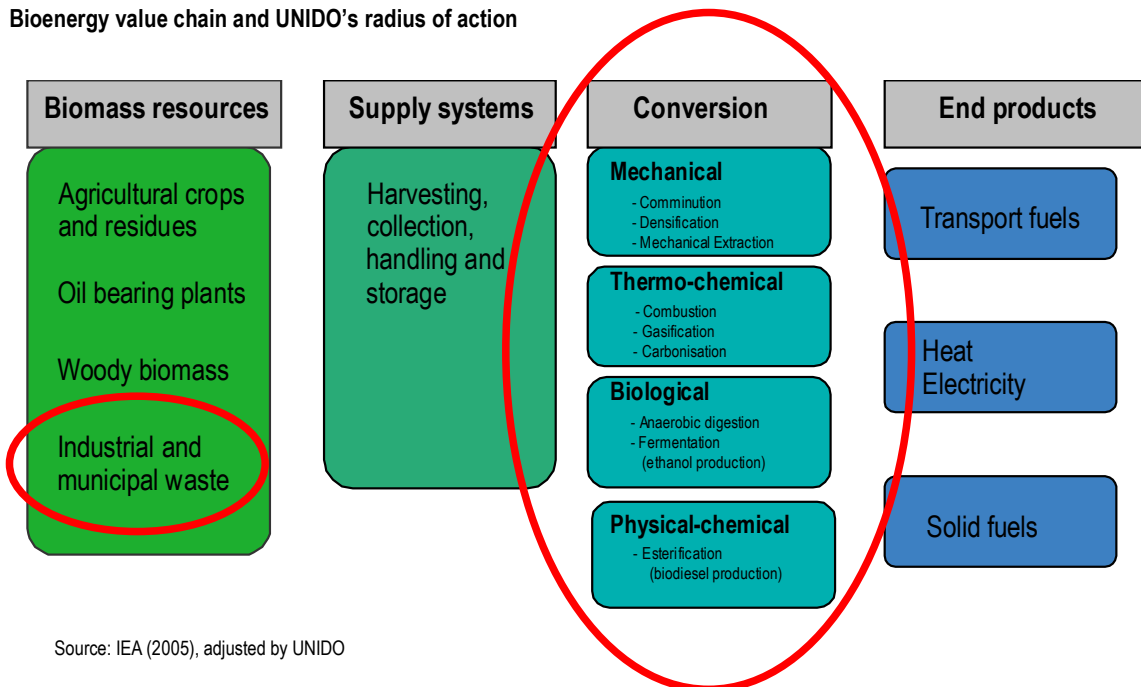 Bioenergy value chain and UNIDO's radius of action
Biomass resources
Agricultural crops
and residues
Oil bearing plants
Woody biomass
Industrial and
municipal waste
Supply systems
Harvesting,
collection,
handling and
storage
Conversion
Mechanical
- Comminution
- Densification
- Mechanical Extraction
Thermo-chemical
- Combustion
- Gasification
- Carbonisation
Biological
- Anaerobic digestion
- Fermentation
(ethanol production)
Physical-chemical
- Esterification
(biodiesel production)
End products
Transport fuels
Heat
Electricity
Solid fuels
Source: IEA (2005), adjusted by UNIDO